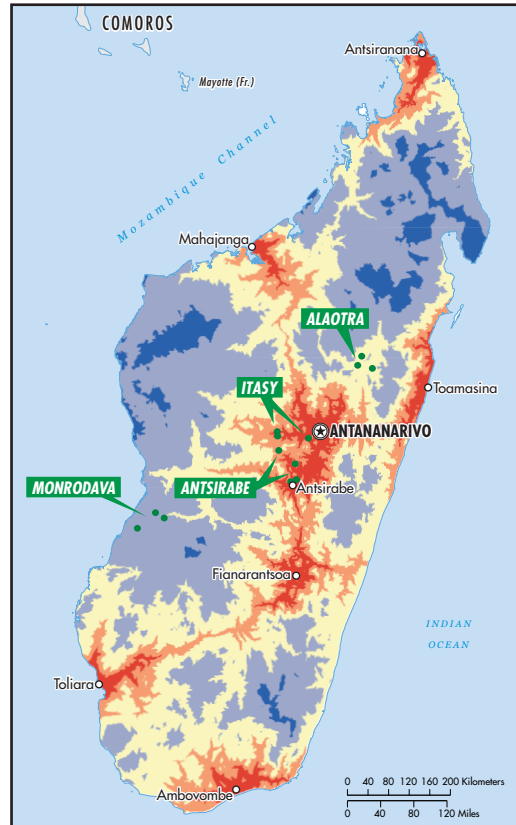 COMOROS
Mayotte (Fr.)
Antsiranana
Mozambique Channel
Mahajanga
ALAOTRA
ITASY
Toamasina
ANTANANARIVO
MONRODAVA
ANTSIRABE
Antsirabe
Fianarantsoa
INDIAN
OCEAN
Toliara
Ambovombe
0 40 80 120 160 200 Kilometers
0 40 80 120 Miles